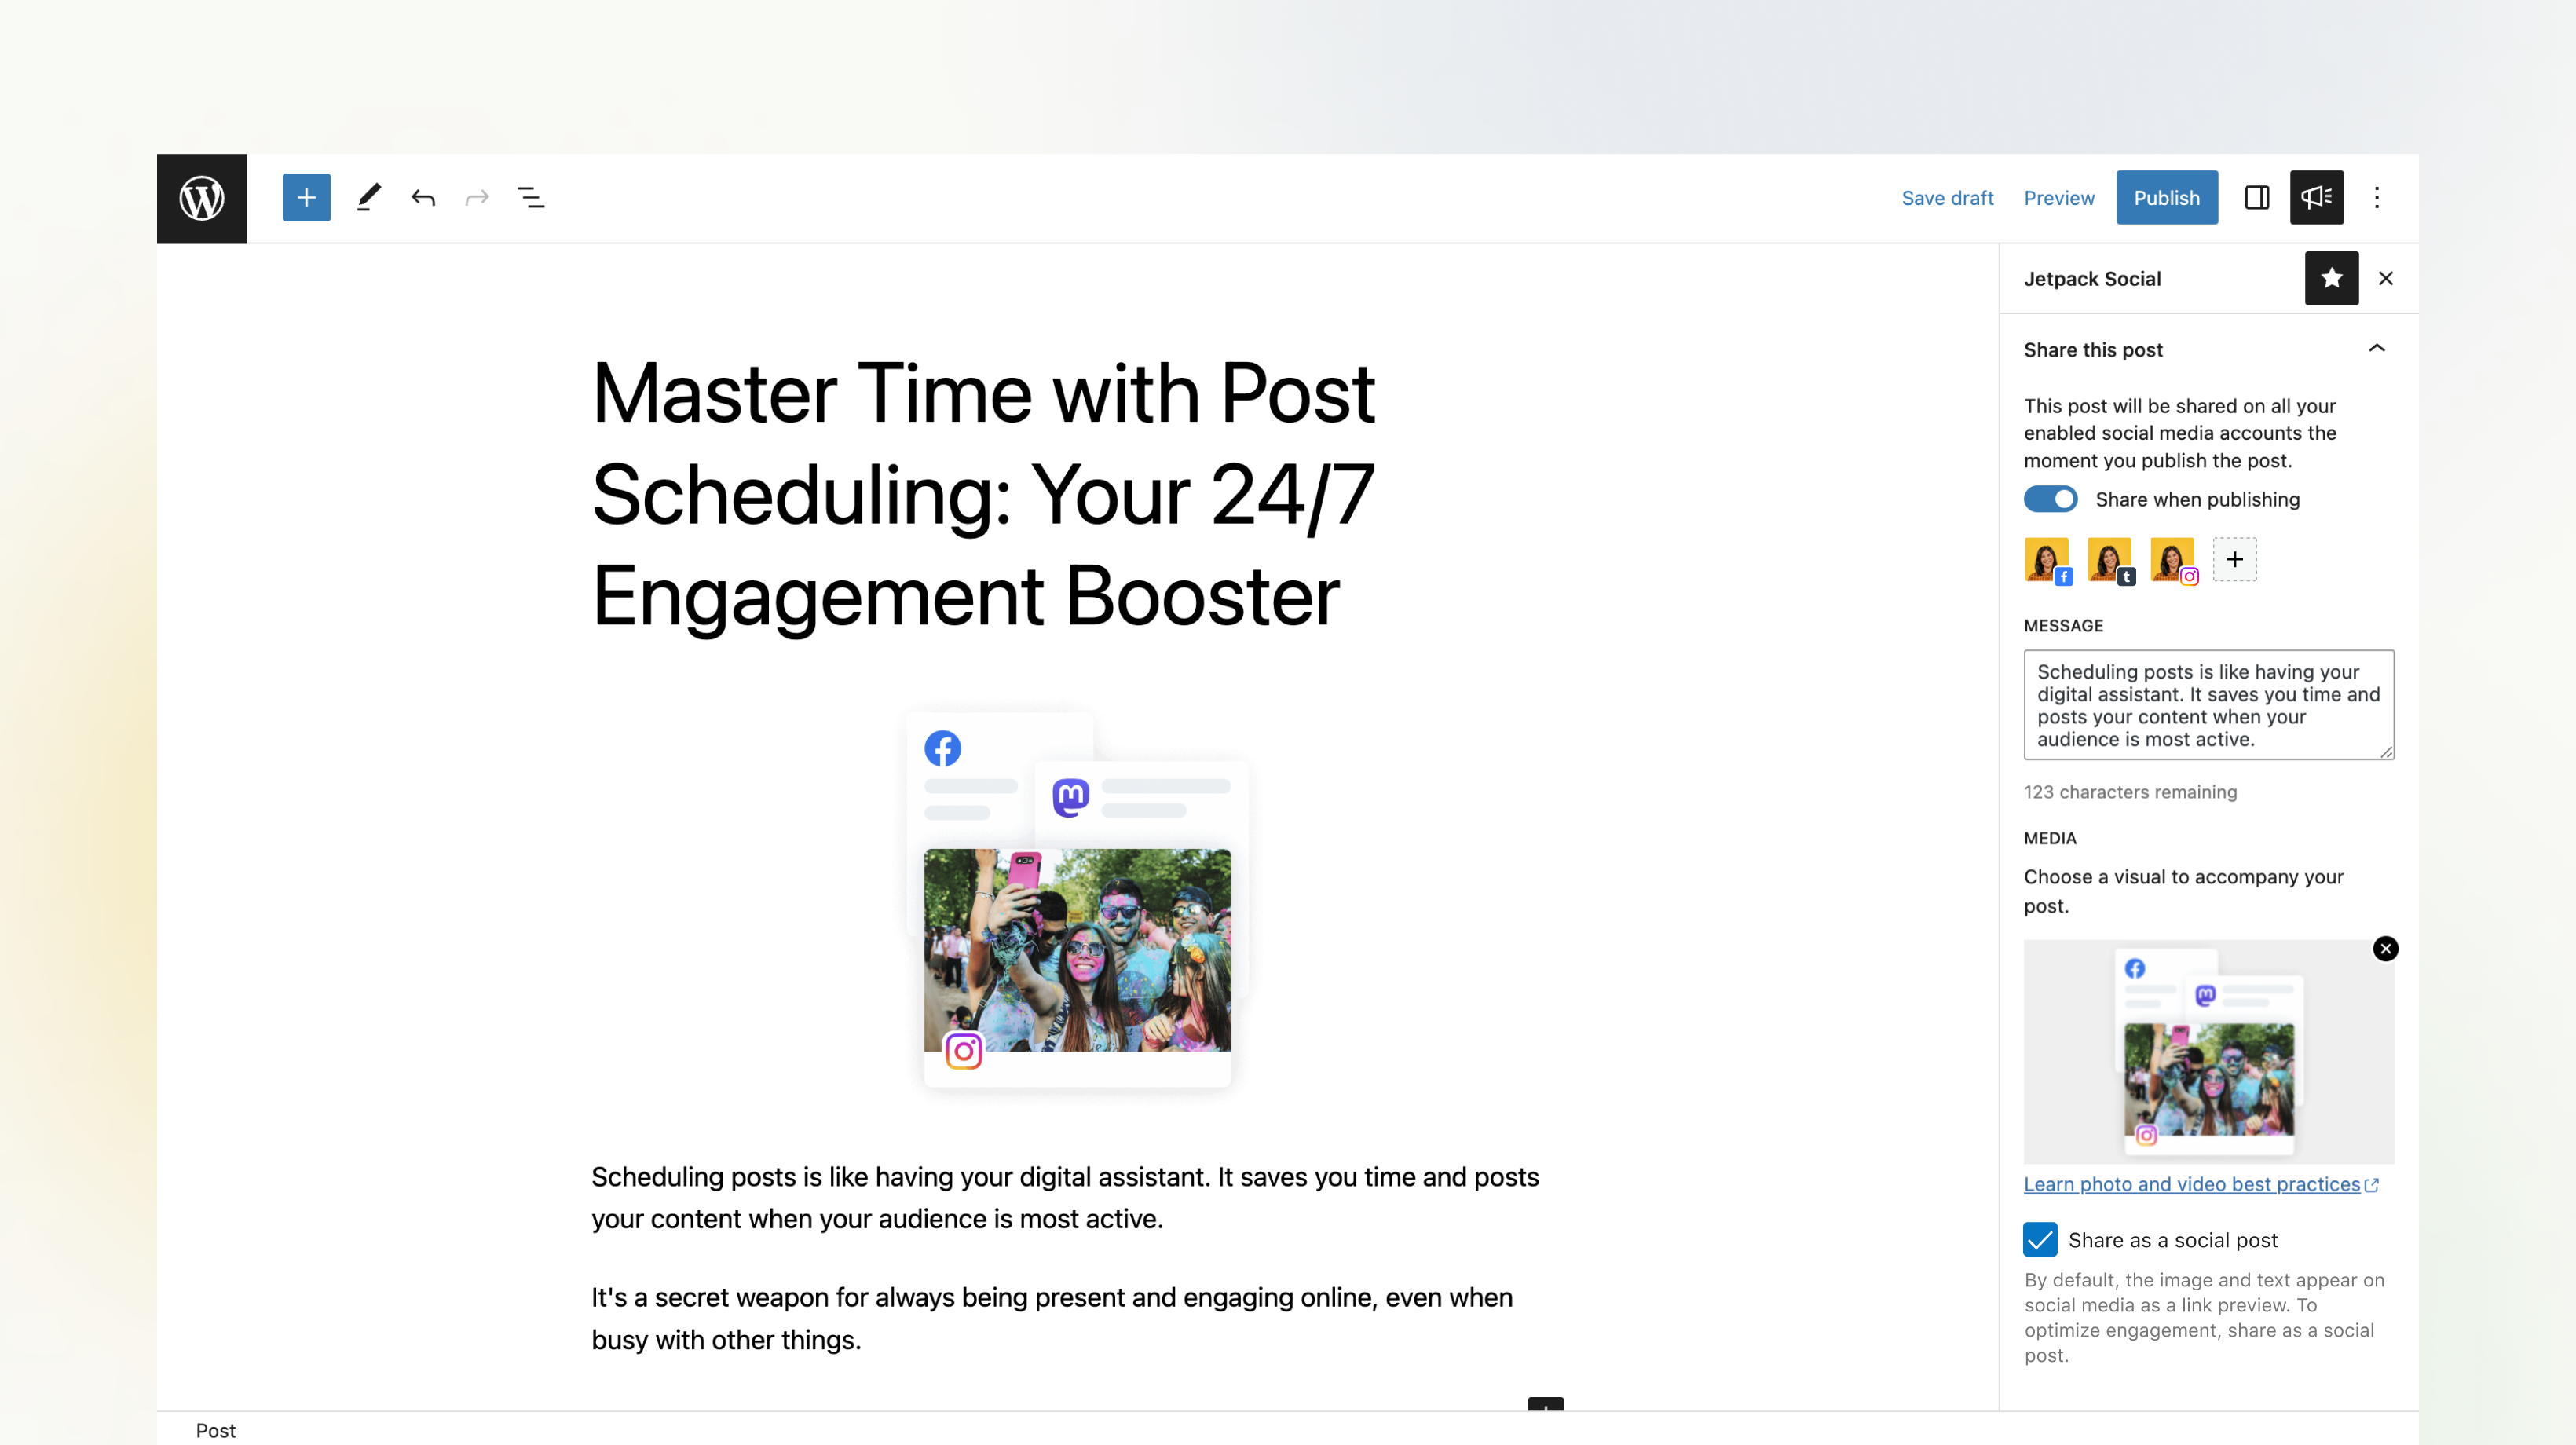 Save draft
Preview
Publish
Jetpack Social
Share this post
This post will be shared on all your
enabled social media accounts the
moment you publish the post.
Share when publishing
MESSAGE
Scheduling posts is like having your
digital assistant. It saves you time and
posts your content when your
audience is most active.
123 characters remaining
MEDIA
Choose a visual to accompany your
post.
Learn photo and video best practices
Share as a social post
By default, the image and text appear on
social media as a link preview. To
optimize engagement, share as a social
post.
Master Time with Post
Scheduling: Your 24/7
Engagement Booster
Scheduling posts is like having your digital assistant. It saves you time and posts
your content when your audience is most active.
It's a secret weapon for always being present and engaging online, even when
busy with other things.
Post